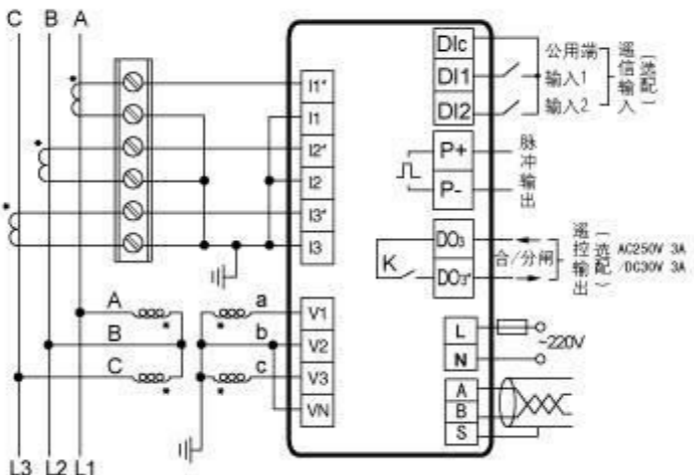 C B A
I1*
I1
I2*
I2
I3*
I3
V1
V2
V3
VN
A
B
C
a
b
c
L3 L2 L1
DIc
DI1
DI2
公用端
输入1
输入2
遥信输入
(选配)
P+
P-
脉冲输出
DO3
DO3*
K
合/分闸
遥控输出
(选配)
AC250V 3A
/DC30V 3A
L
N
~220V
A
B
S